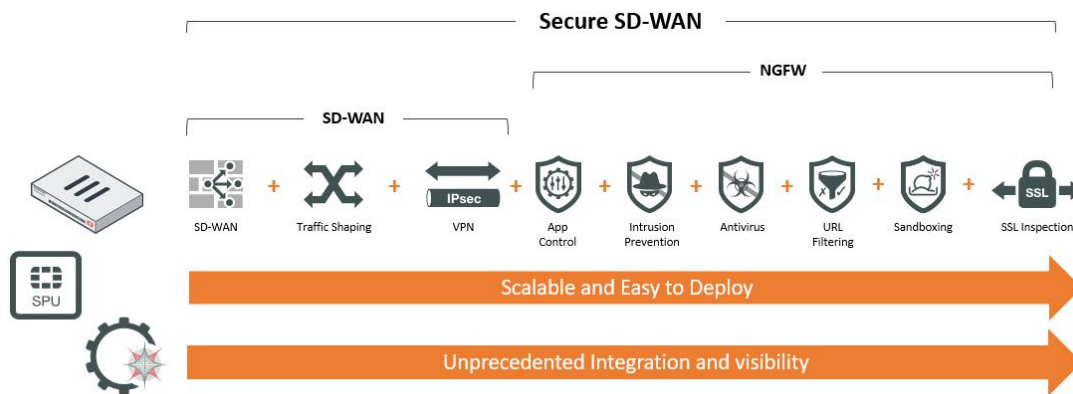 Secure SD-WAN
NGFW
SD-WAN
IPsec
SSL
SD-WAN
Traffic Shaping
VPN
App
Control
Intrusion
Prevention
Antivirus
URL
Filtering
Sandboxing
SSL Inspection
SPU
Scalable and Easy to Deploy
Unprecedented Integration and visibility